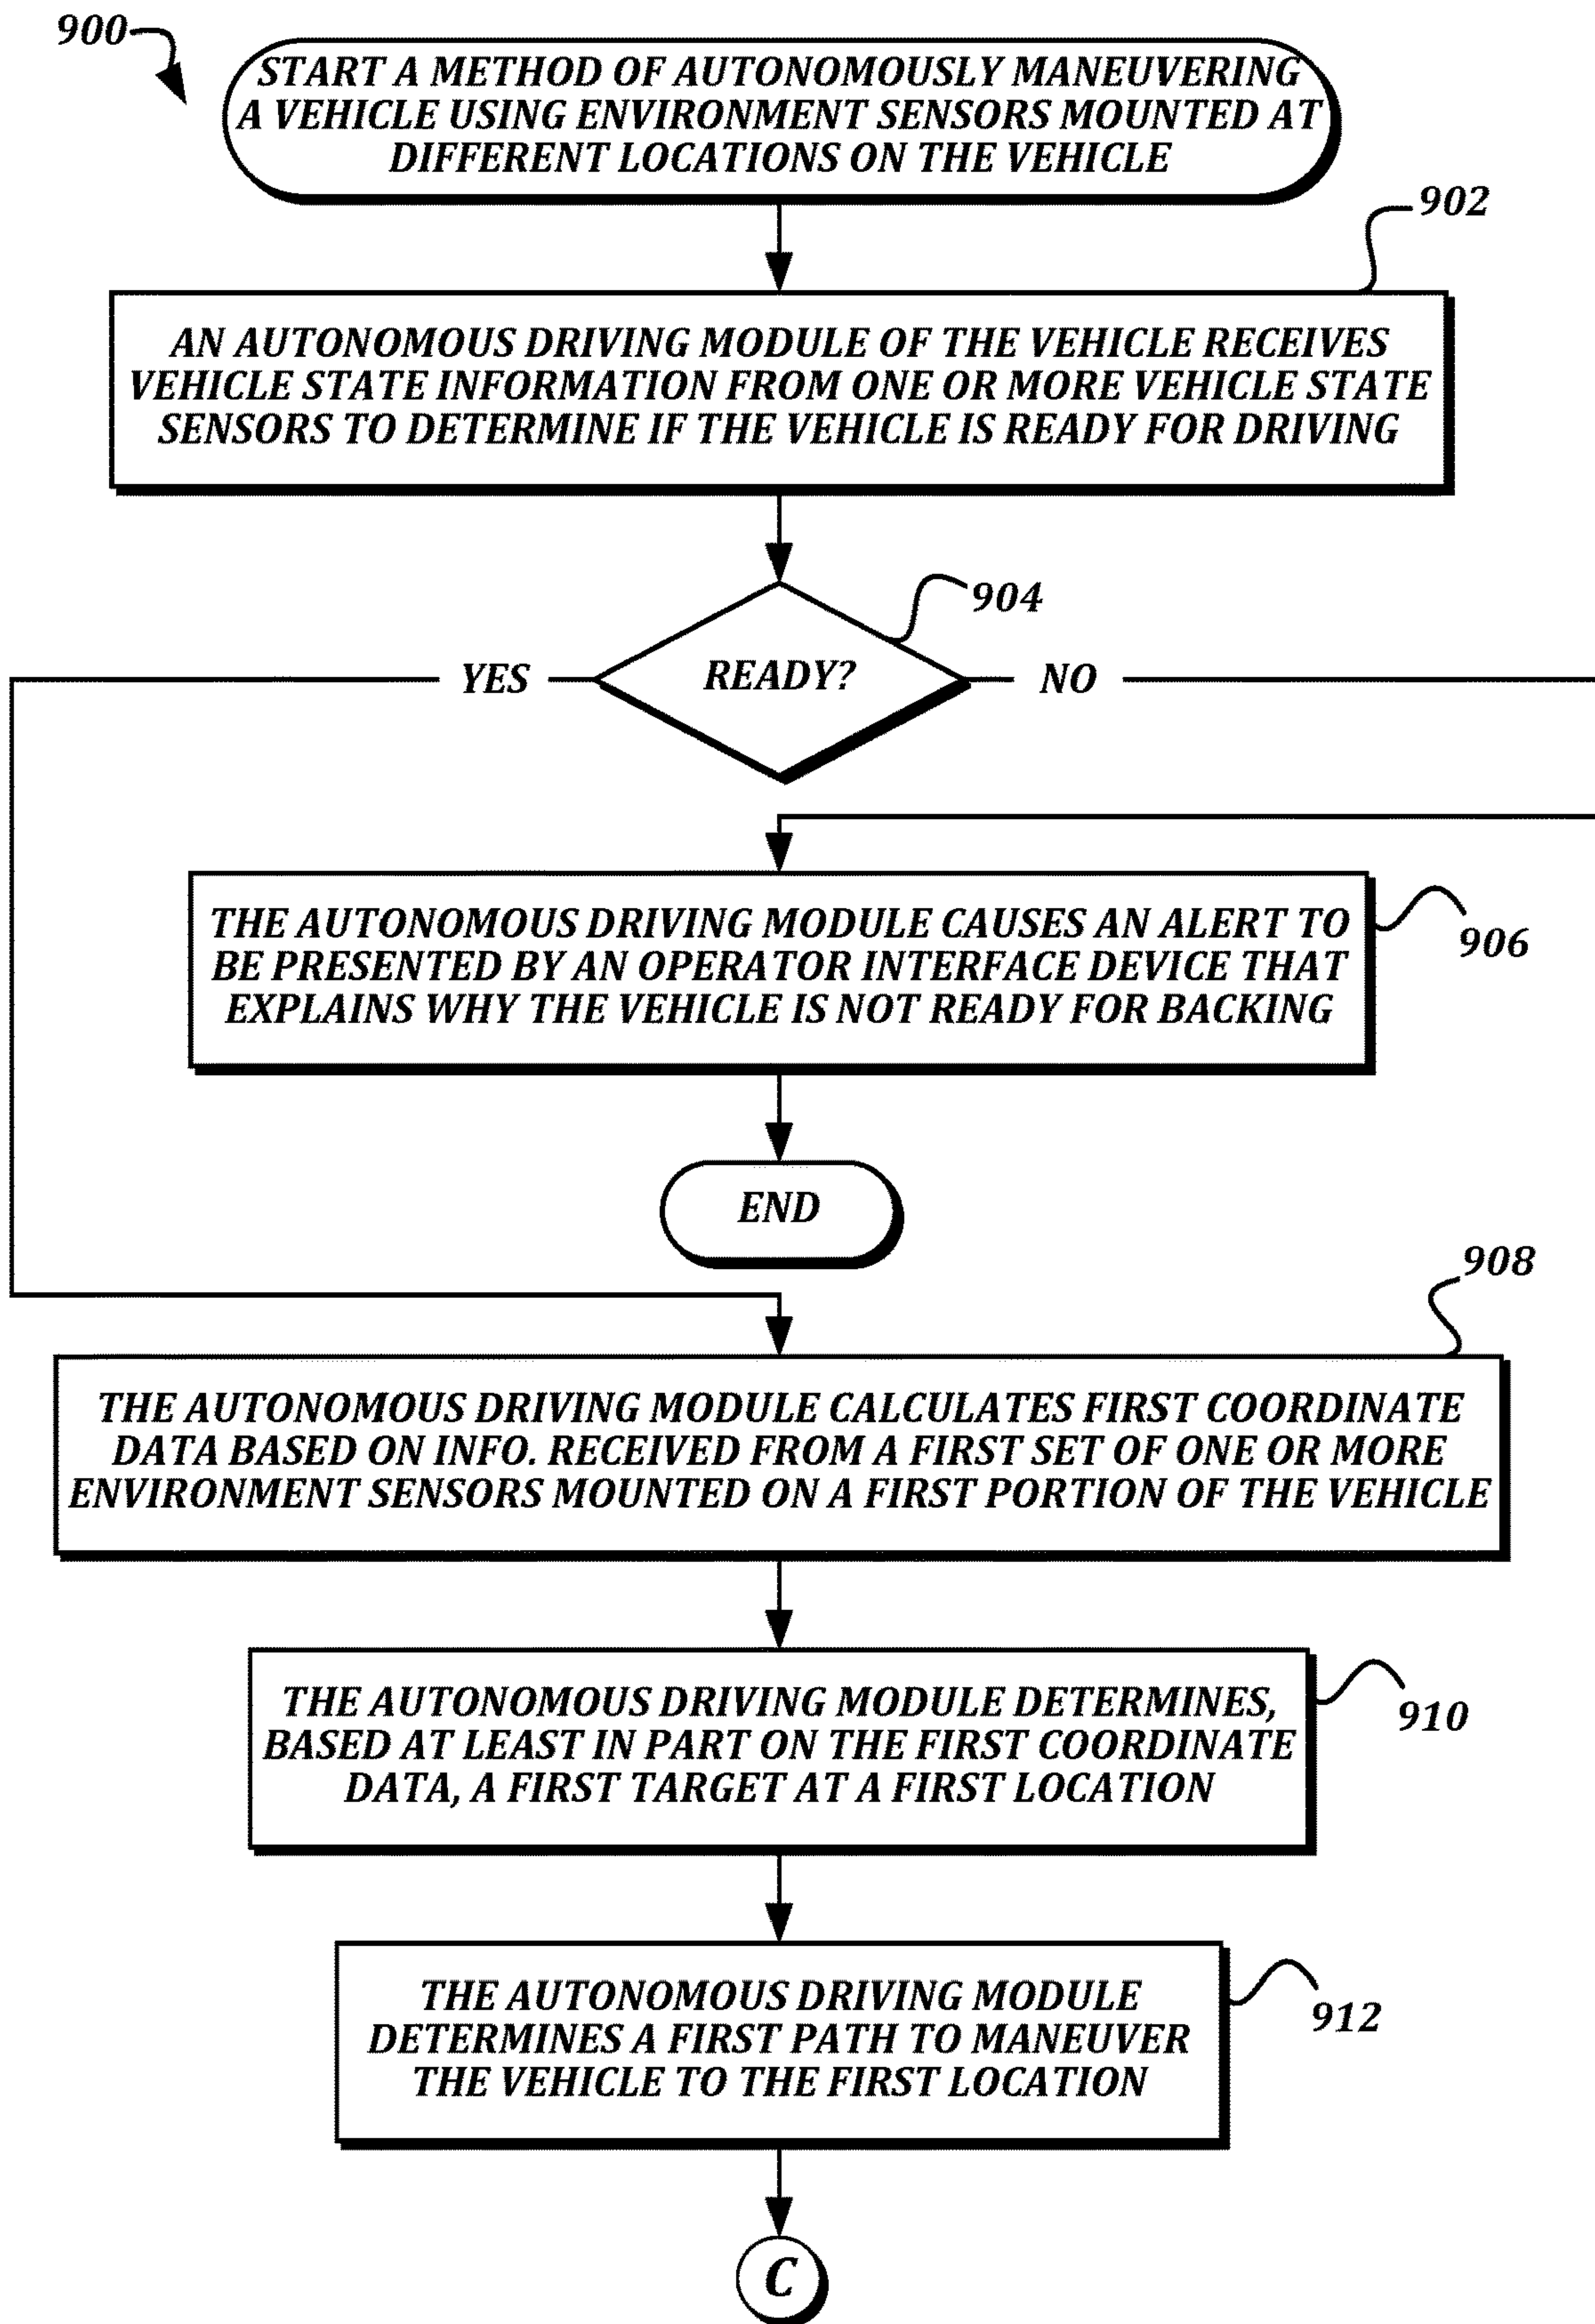 900
START A METHOD OF AUTONOMOUSLY MANEUVERING
A VEHICLE USING ENVIRONMENT SENSORS MOUNTED AT
DIFFERENT LOCATIONS ON THE VEHICLE
902
AN AUTONOMOUS DRIVING MODULE OF THE VEHICLE RECEIVES
VEHICLE STATE INFORMATION FROM ONE OR MORE VEHICLE STATE
SENSORS TO DETERMINE IF THE VEHICLE IS READY FOR DRIVING
904
YES
READY?
NO
THE AUTONOMOUS DRIVING MODULE CAUSES AN ALERT TO
BE PRESENTED BY AN OPERATOR INTERFACE DEVICE THAT
EXPLAINS WHY THE VEHICLE IS NOT READY FOR BACKING
906
END
908
THE AUTONOMOUS DRIVING MODULE CALCULATES FIRST COORDINATE
DATA BASED ON INFO. RECEIVED FROM A FIRST SET OF ONE OR MORE
ENVIRONMENT SENSORS MOUNTED ON A FIRST PORTION OF THE VEHICLE
THE AUTONOMOUS DRIVING MODULE DETERMINES,
BASED AT LEAST IN PART ON THE FIRST COORDINATE
DATA, A FIRST TARGET AT A FIRST LOCATION
910
THE AUTONOMOUS DRIVING MODULE
DETERMINES A FIRST PATH TO MANEUVER
THE VEHICLE TO THE FIRST LOCATION
912
C